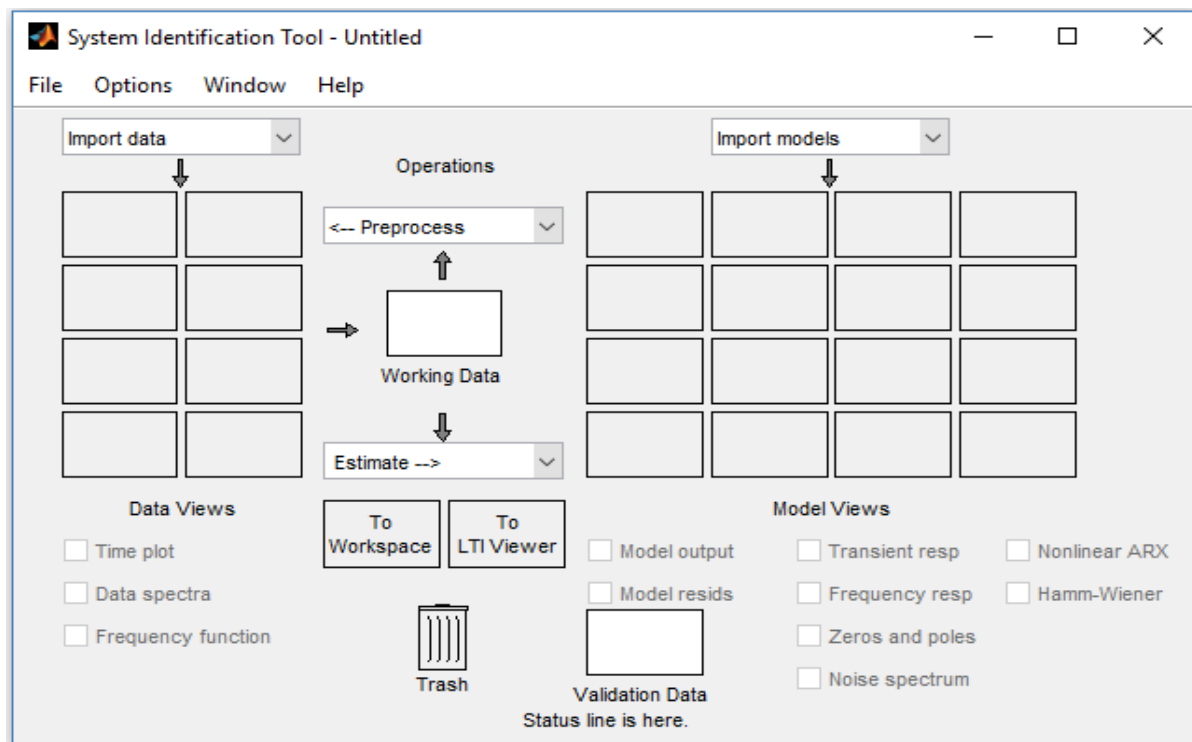 System Identification Tool - Untitled
File Options Window Help
Import data
Import models
Operations
<-- Preprocess
Working Data
Estimate -->
Data Views
To
Workspace
To
LTI Viewer
Model Views
Time plot
Data spectra
Frequency function
Model output
Model resids
Transient resp
Frequency resp
Zeros and poles
Noise spectrum
Nonlinear ARX
Hamm-Wiener
Trash
Validation Data
Status line is here.